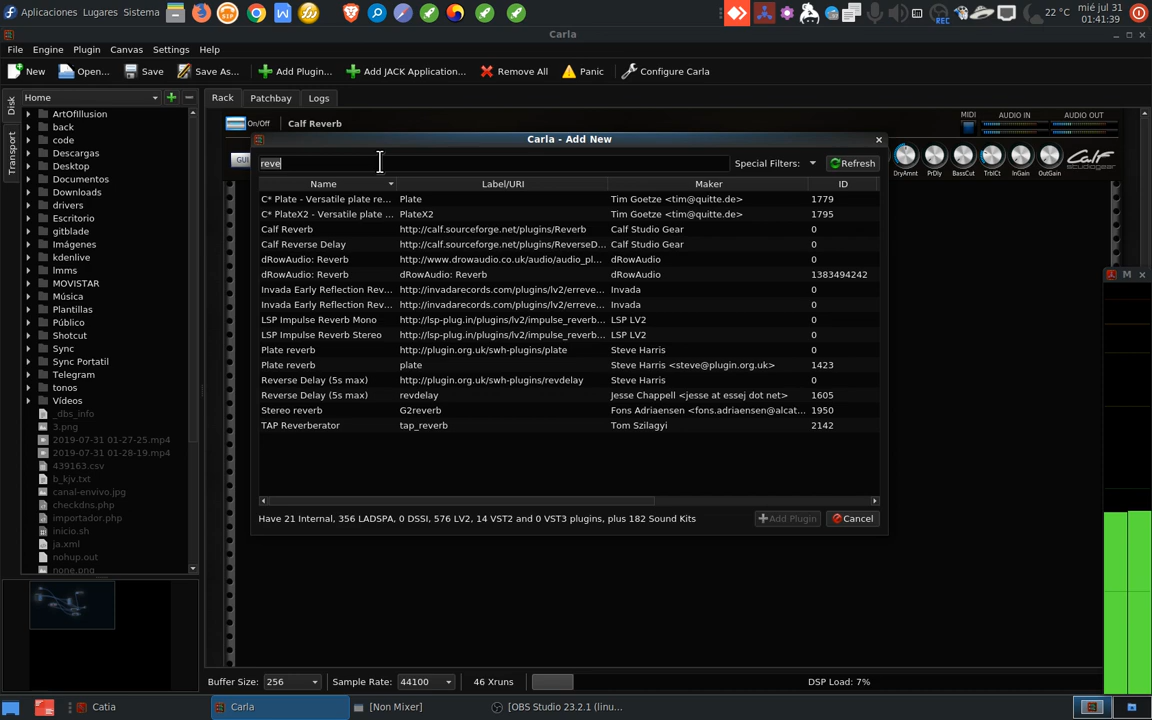 Aplicaciones Lugares Sistema
22 °C
mié jul 31
01:41:39
REC
Carla
File Engine Plugin Canvas Settings Help
New Open... Save Save As... Add Plugin... Add JACK Application... Remove All Panic Configure Carla
Disk
Transport
Home
ArtOfIllusion
back
code
Descargas
Desktop
Documentos
Downloads
drivers
Escritorio
gitblade
Imágenes
kdenlive
lmms
MOVISTAR
Música
Plantillas
Público
Shotcut
Sync
Sync Portatil
Telegram
tonos
Vídeos
_dbs_info
3.png
2019-07-31 01-27-25.mp4
2019-07-31 01-28-19.mp4
439163.csv
b_kjv.txt
canal-envivo.jpg
checkdns.php
importador.php
inicio.sh
ja.xml
nohup.out
none.png
Rack Patchbay Logs
On/Off Calf Reverb
MIDI AUDIO IN AUDIO OUT
GUI
DryAmnt PrDly BassCut TrblCt InGain OutGain
Calf
studiogear
Carla - Add New
reve
Special Filters: Refresh
Name Label/URI Maker ID
C* Plate - Versatile plate re... Plate Tim Goetze <tim@quitte.de> 1779
C* PlateX2 - Versatile plate ... PlateX2 Tim Goetze <tim@quitte.de> 1795
Calf Reverb http://calf.sourceforge.net/plugins/Reverb Calf Studio Gear 0
Calf Reverse Delay http://calf.sourceforge.net/plugins/ReverseD... Calf Studio Gear 0
dRowAudio: Reverb http://www.drowaudio.co.uk/audio/audio_pl... dRowAudio 0
dRowAudio: Reverb dRowAudio: Reverb dRowAudio 1383494242
Invada Early Reflection Rev... http://invadarecords.com/plugins/lv2/erreve... Invada 0
Invada Early Reflection Rev... http://invadarecords.com/plugins/lv2/erreve... Invada 0
LSP Impulse Reverb Mono http://lsp-plug.in/plugins/lv2/impulse_reverb... LSP LV2 0
LSP Impulse Reverb Stereo http://lsp-plug.in/plugins/lv2/impulse_reverb... LSP LV2 0
Plate reverb http://plugin.org.uk/swh-plugins/plate Steve Harris 0
Plate reverb plate Steve Harris <steve@plugin.org.uk> 1423
Reverse Delay (5s max) http://plugin.org.uk/swh-plugins/revdelay Steve Harris 0
Reverse Delay (5s max) revdelay Jesse Chappell <jesse at essej dot net> 1605
Stereo reverb G2reverb Fons Adriaensen <fons.adriaensen@alcat... 1950
TAP Reverberator tap_reverb Tom Szilagyi 2142
Have 21 Internal, 356 LADSPA, 0 DSSI, 576 LV2, 14 VST2 and 0 VST3 plugins, plus 182 Sound Kits
Add Plugin Cancel
M
Buffer Size: 256 Sample Rate: 44100 46 Xruns DSP Load: 7%
Catia Carla [Non Mixer] [OBS Studio 23.2.1 (linu...